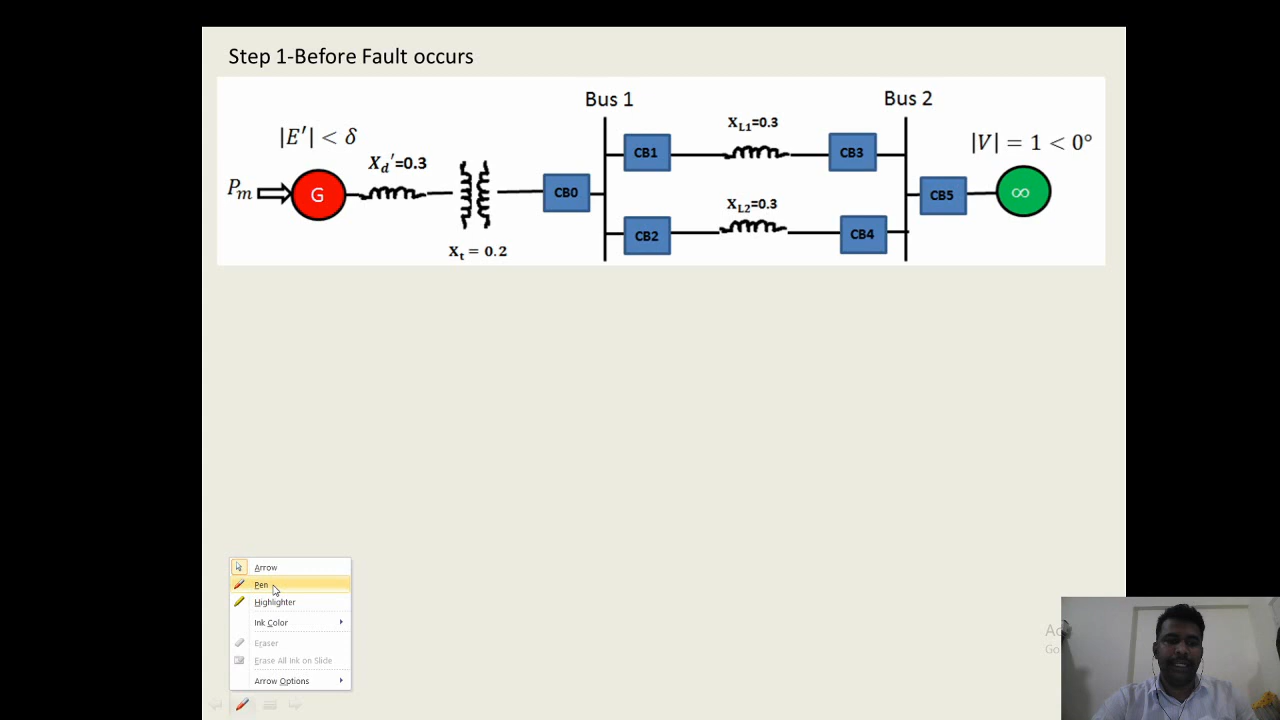 Step 1-Before Fault occurs
Bus 1
Bus 2
|E'| < δ
X_L1=0.3
|V| = 1 < 0°
X_d'=0.3
CB1
CB3
P_m
G
CB0
CB5
∞
X_L2=0.3
CB2
CB4
X_t = 0.2
Arrow
Pen
Highlighter
Ink Color
Eraser
Erase All Ink on Slide
Arrow Options